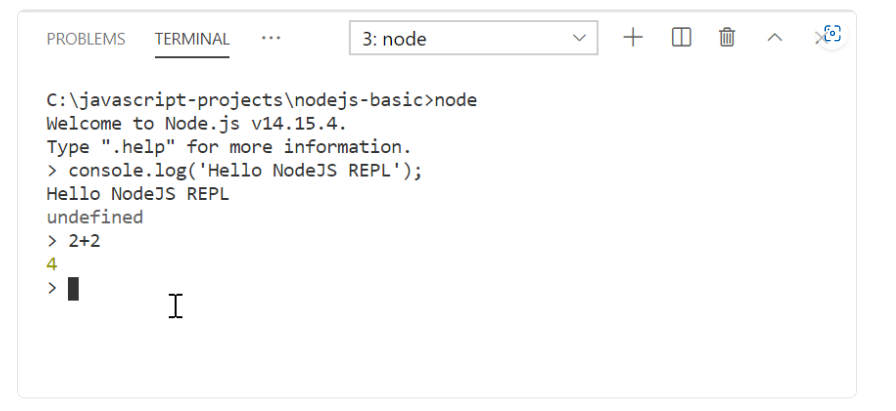 PROBLEMS TERMINAL ··· 3: node
C:\javascript-projects\nodejs-basic>node
Welcome to Node.js v14.15.4.
Type ".help" for more information.
> console.log('Hello NodeJS REPL');
Hello NodeJS REPL
undefined
> 2+2
4
>